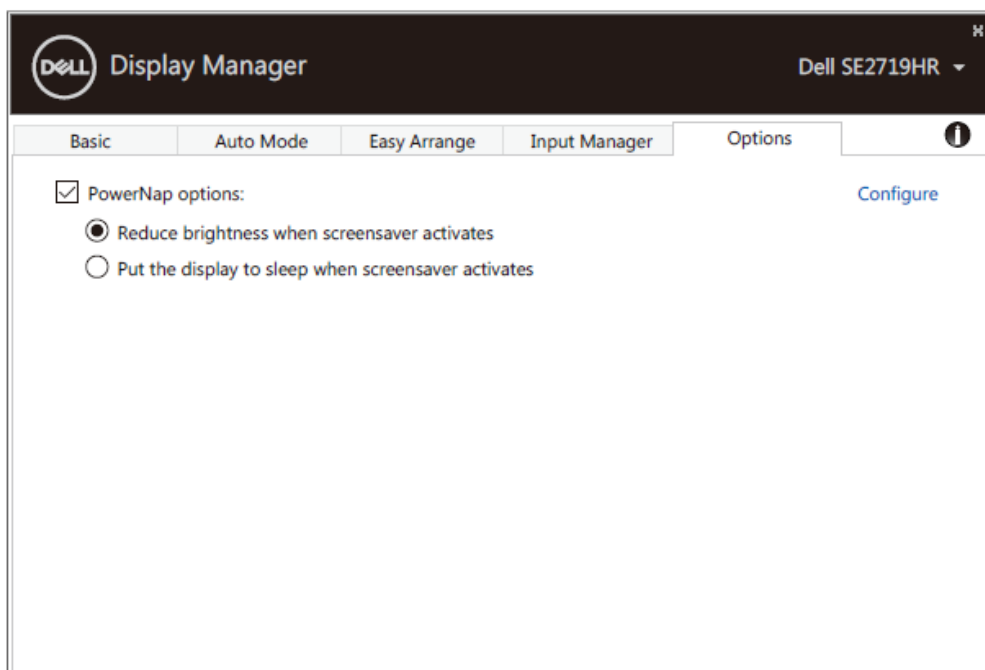 DELL Display Manager
Dell SE2719HR
Basic Auto Mode Easy Arrange Input Manager Options
PowerNap options: Configure
Reduce brightness when screensaver activates
Put the display to sleep when screensaver activates